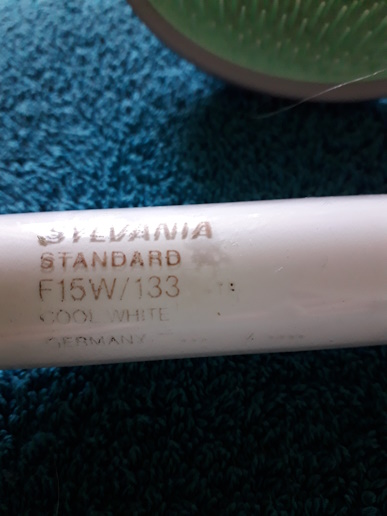 SYLVANIA
STANDARD
F15W/133
COOL WHITE
GERMANY